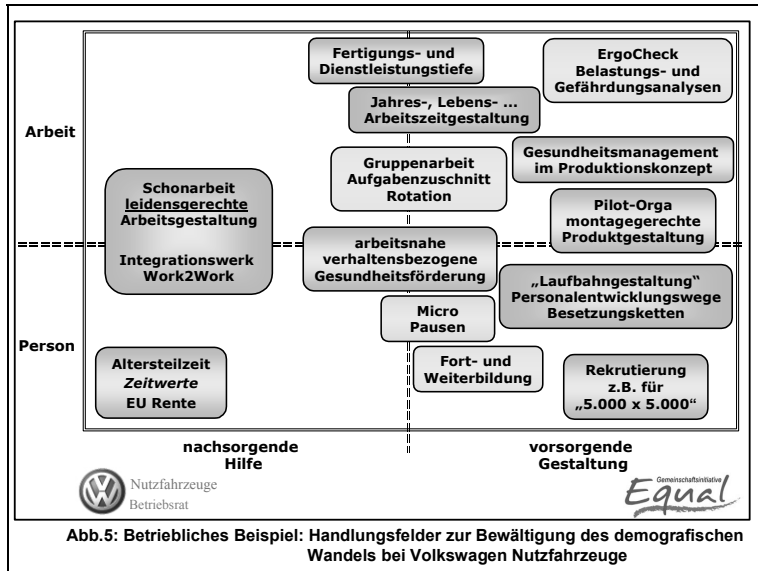 Fertigungs- und
Dienstleistungstiefe
ErgoCheck
Belastungs- und
Gefährdungsanalysen
Jahres-, Lebens- ...
Arbeitszeitgestaltung
Arbeit
Gruppenarbeit
Aufgabenzuschnitt
Rotation
Gesundheitsmanagement
im Produktionskonzept
Schonarbeit
leidensgerechte
Arbeitsgestaltung
Integrationswerk
Work2Work
Pilot-Orga
montagegerechte
Produktgestaltung
arbeitsnahe
verhaltensbezogene
Gesundheitsförderung
„Laufbahngestaltung“
Personalentwicklungswege
Besetzungsketten
Micro
Pausen
Person
Altersteilzeit
Zeitwerte
EU Rente
Fort- und
Weiterbildung
Rekrutierung
z.B. für
„5.000 x 5.000“
nachsorgende
Hilfe
vorsorgende
Gestaltung
Nutzfahrzeuge
Betriebsrat
Gemeinschaftsinitiative
Equal
Abb.5: Betriebliches Beispiel: Handlungsfelder zur Bewältigung des demografischen
Wandels bei Volkswagen Nutzfahrzeuge